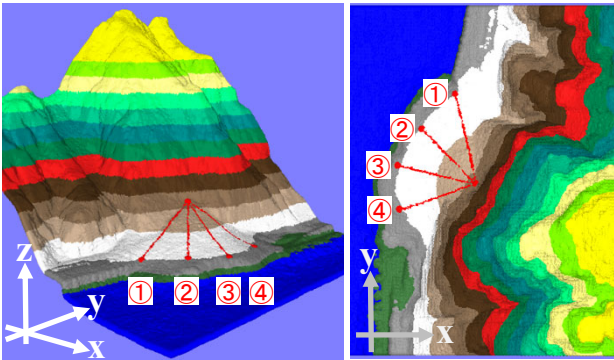 ① ② ③ ④
z
y
x
①
②
③
④
y
x